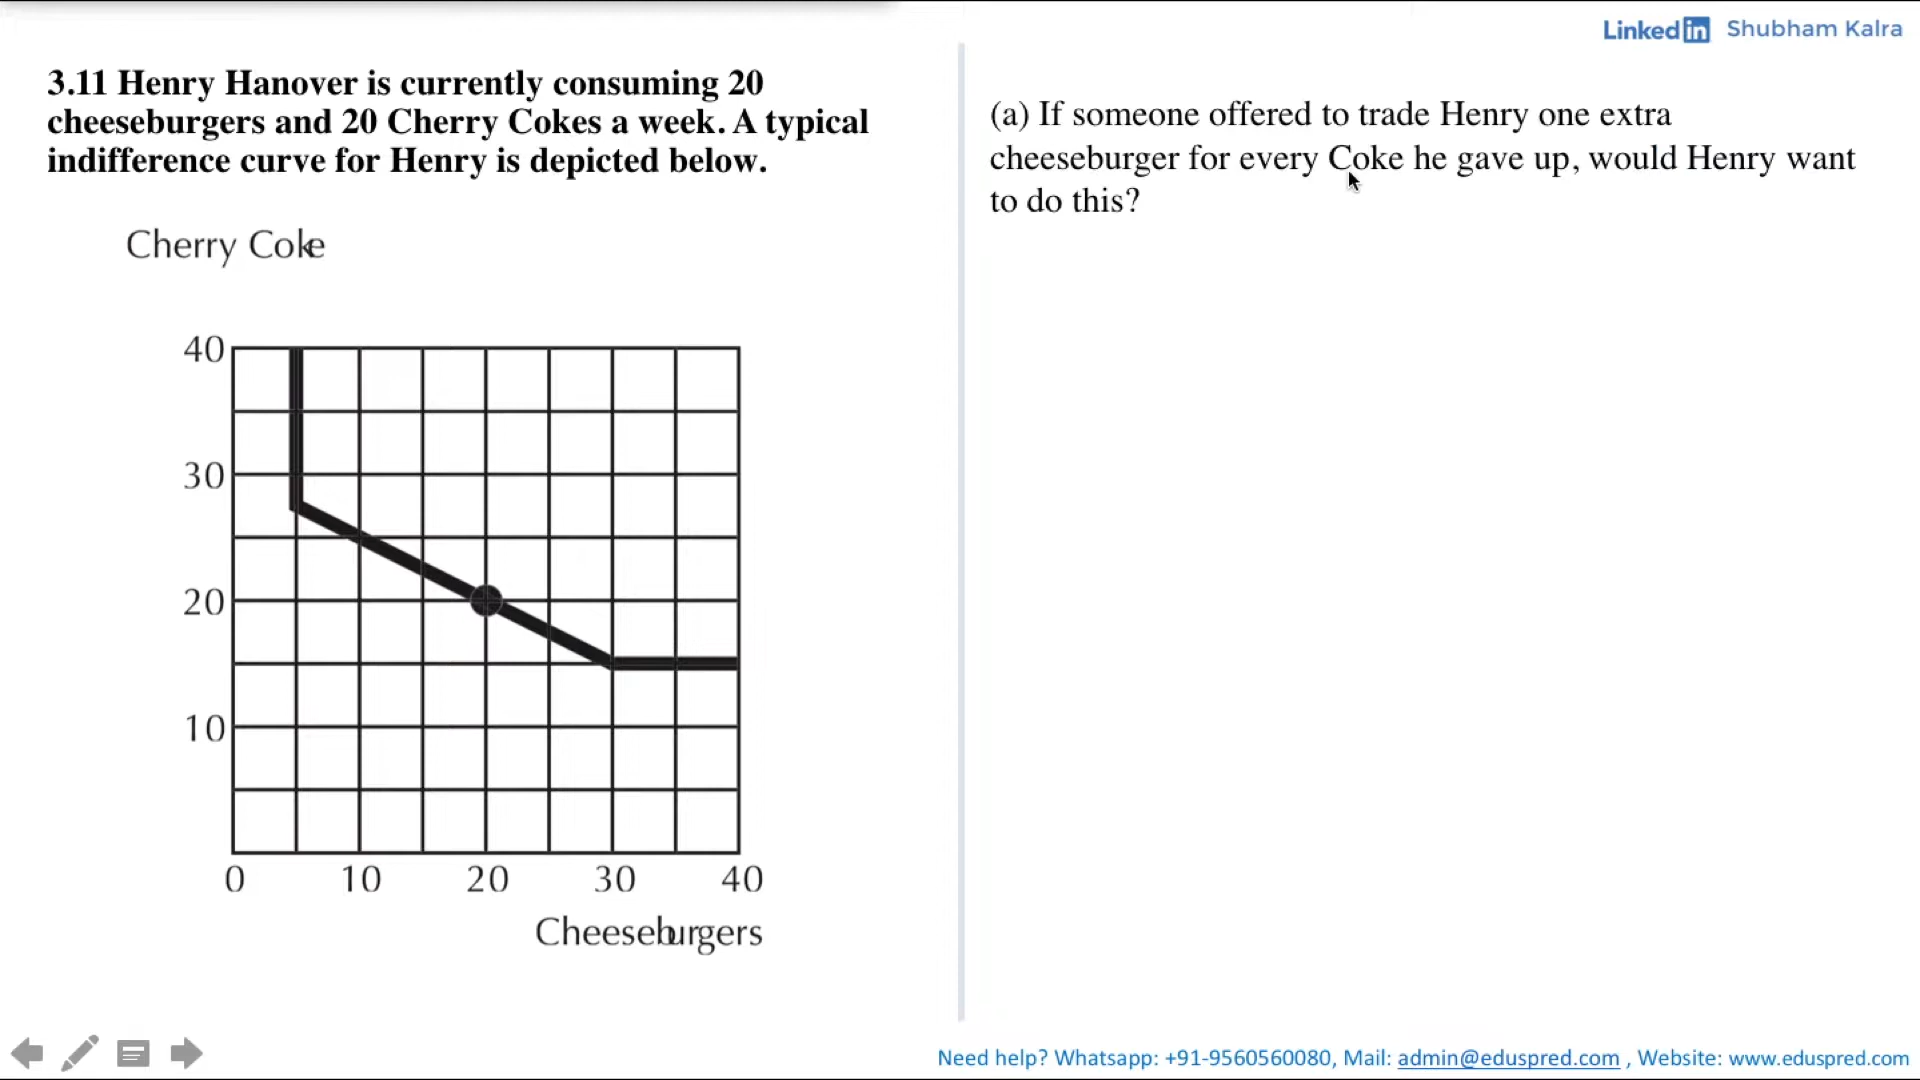 Linked in Shubham Kalra
3.11 Henry Hanover is currently consuming 20
cheeseburgers and 20 Cherry Cokes a week. A typical
indifference curve for Henry is depicted below.
Cherry Coke
40
30
20
10
0 10 20 30 40
Cheeseburgers
(a) If someone offered to trade Henry one extra
cheeseburger for every Coke he gave up, would Henry want
to do this?
Need help? Whatsapp: +91-9560560080, Mail: admin@eduspred.com , Website: www.eduspred.com